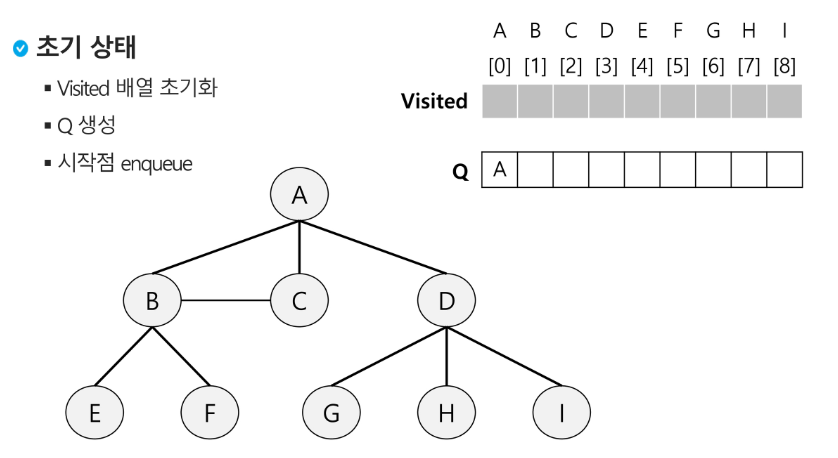 초기 상태
Visited 배열 초기화
Q 생성
시작점 enqueue
A B C D E F G H I
[0] [1] [2] [3] [4] [5] [6] [7] [8]
Visited
Q A
A
B C D
E F G H I